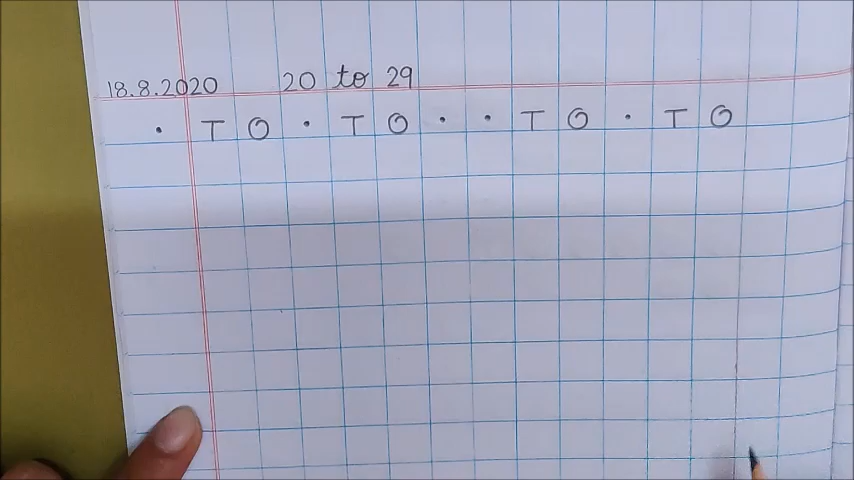 18.8.2020 20 to 29
. T O . T O . . T O . T O